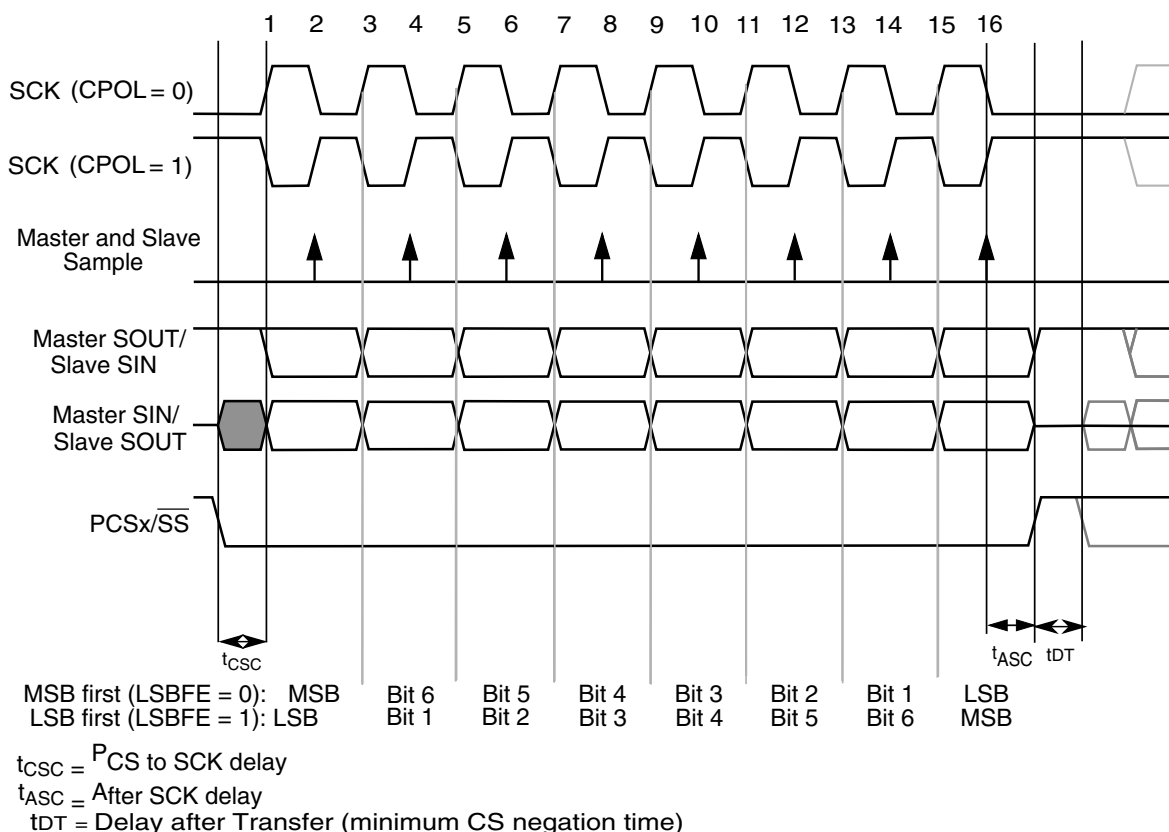 1 2 3 4 5 6 7 8 9 10 11 12 13 14 15 16
SCK (CPOL = 0)
SCK (CPOL = 1)
Master and Slave
Sample
Master SOUT/
Slave SIN
Master SIN/
Slave SOUT
PCSx/SS
tCSC
tASC
tDT
MSB first (LSBFE = 0): MSB Bit 6 Bit 5 Bit 4 Bit 3 Bit 2 Bit 1 LSB
LSB first (LSBFE = 1): LSB Bit 1 Bit 2 Bit 3 Bit 4 Bit 5 Bit 6 MSB
tCSC = PCS to SCK delay
tASC = After SCK delay
tDT = Delay after Transfer (minimum CS negation time)